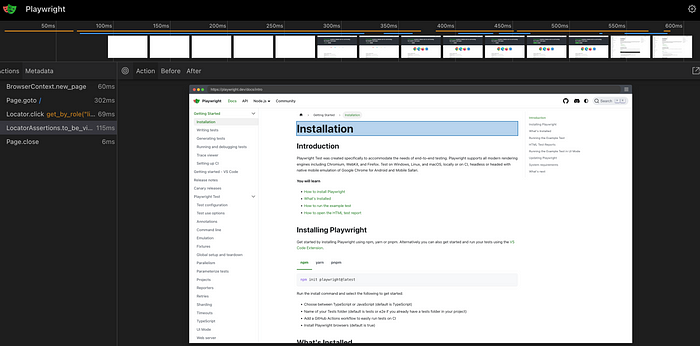 Playwright
50ms 100ms 150ms 200ms 250ms 300ms 350ms 400ms 450ms 500ms 550ms 600ms
Actions Metadata
Action Before After
BrowserContext.new_page 60ms
Page.goto / 302ms
Locator.click get_by_role("li... 69ms
LocatorAssertions.to_be_vi... 115ms
Page.close 6ms
https://playwright.dev/docs/intro
Playwright Docs API Node.js Community
Search
Getting Started
Installation
Writing tests
Generating tests
Running and debugging tests
Trace viewer
Setting up CI
Getting started - VS Code
Release notes
Canary releases
Playwright Test
Test configuration
Test use options
Annotations
Command line
Emulation
Fixtures
Global setup and teardown
Parallelism
Parameterize tests
Projects
Reporters
Retries
Sharding
Timeouts
TypeScript
UI Mode
Web server
Getting Started Installation
Installation
Introduction
Playwright Test was created specifically to accommodate the needs of end-to-end testing. Playwright supports all modern rendering
engines including Chromium, WebKit, and Firefox. Test on Windows, Linux, and macOS, locally or on CI, headless or headed with
native mobile emulation of Google Chrome for Android and Mobile Safari.
You will learn
How to install Playwright
What's Installed
How to run the example test
How to open the HTML test report
Installing Playwright
Get started by installing Playwright using npm, yarn or pnpm. Alternatively you can also get started and run your tests using the VS
Code Extension.
npm yarn pnpm
npm init playwright@latest
Run the install command and select the following to get started:
Choose between TypeScript or JavaScript (default is TypeScript)
Name of your Tests folder (default is tests or e2e if you already have a tests folder in your project)
Add a GitHub Actions workflow to easily run tests on CI
Install Playwright browsers (default is true)
What's Installed
Introduction
Installing Playwright
What's Installed
Running the Example Test
HTML Test Reports
Running the Example Test in UI Mode
Updating Playwright
System requirements
What's next